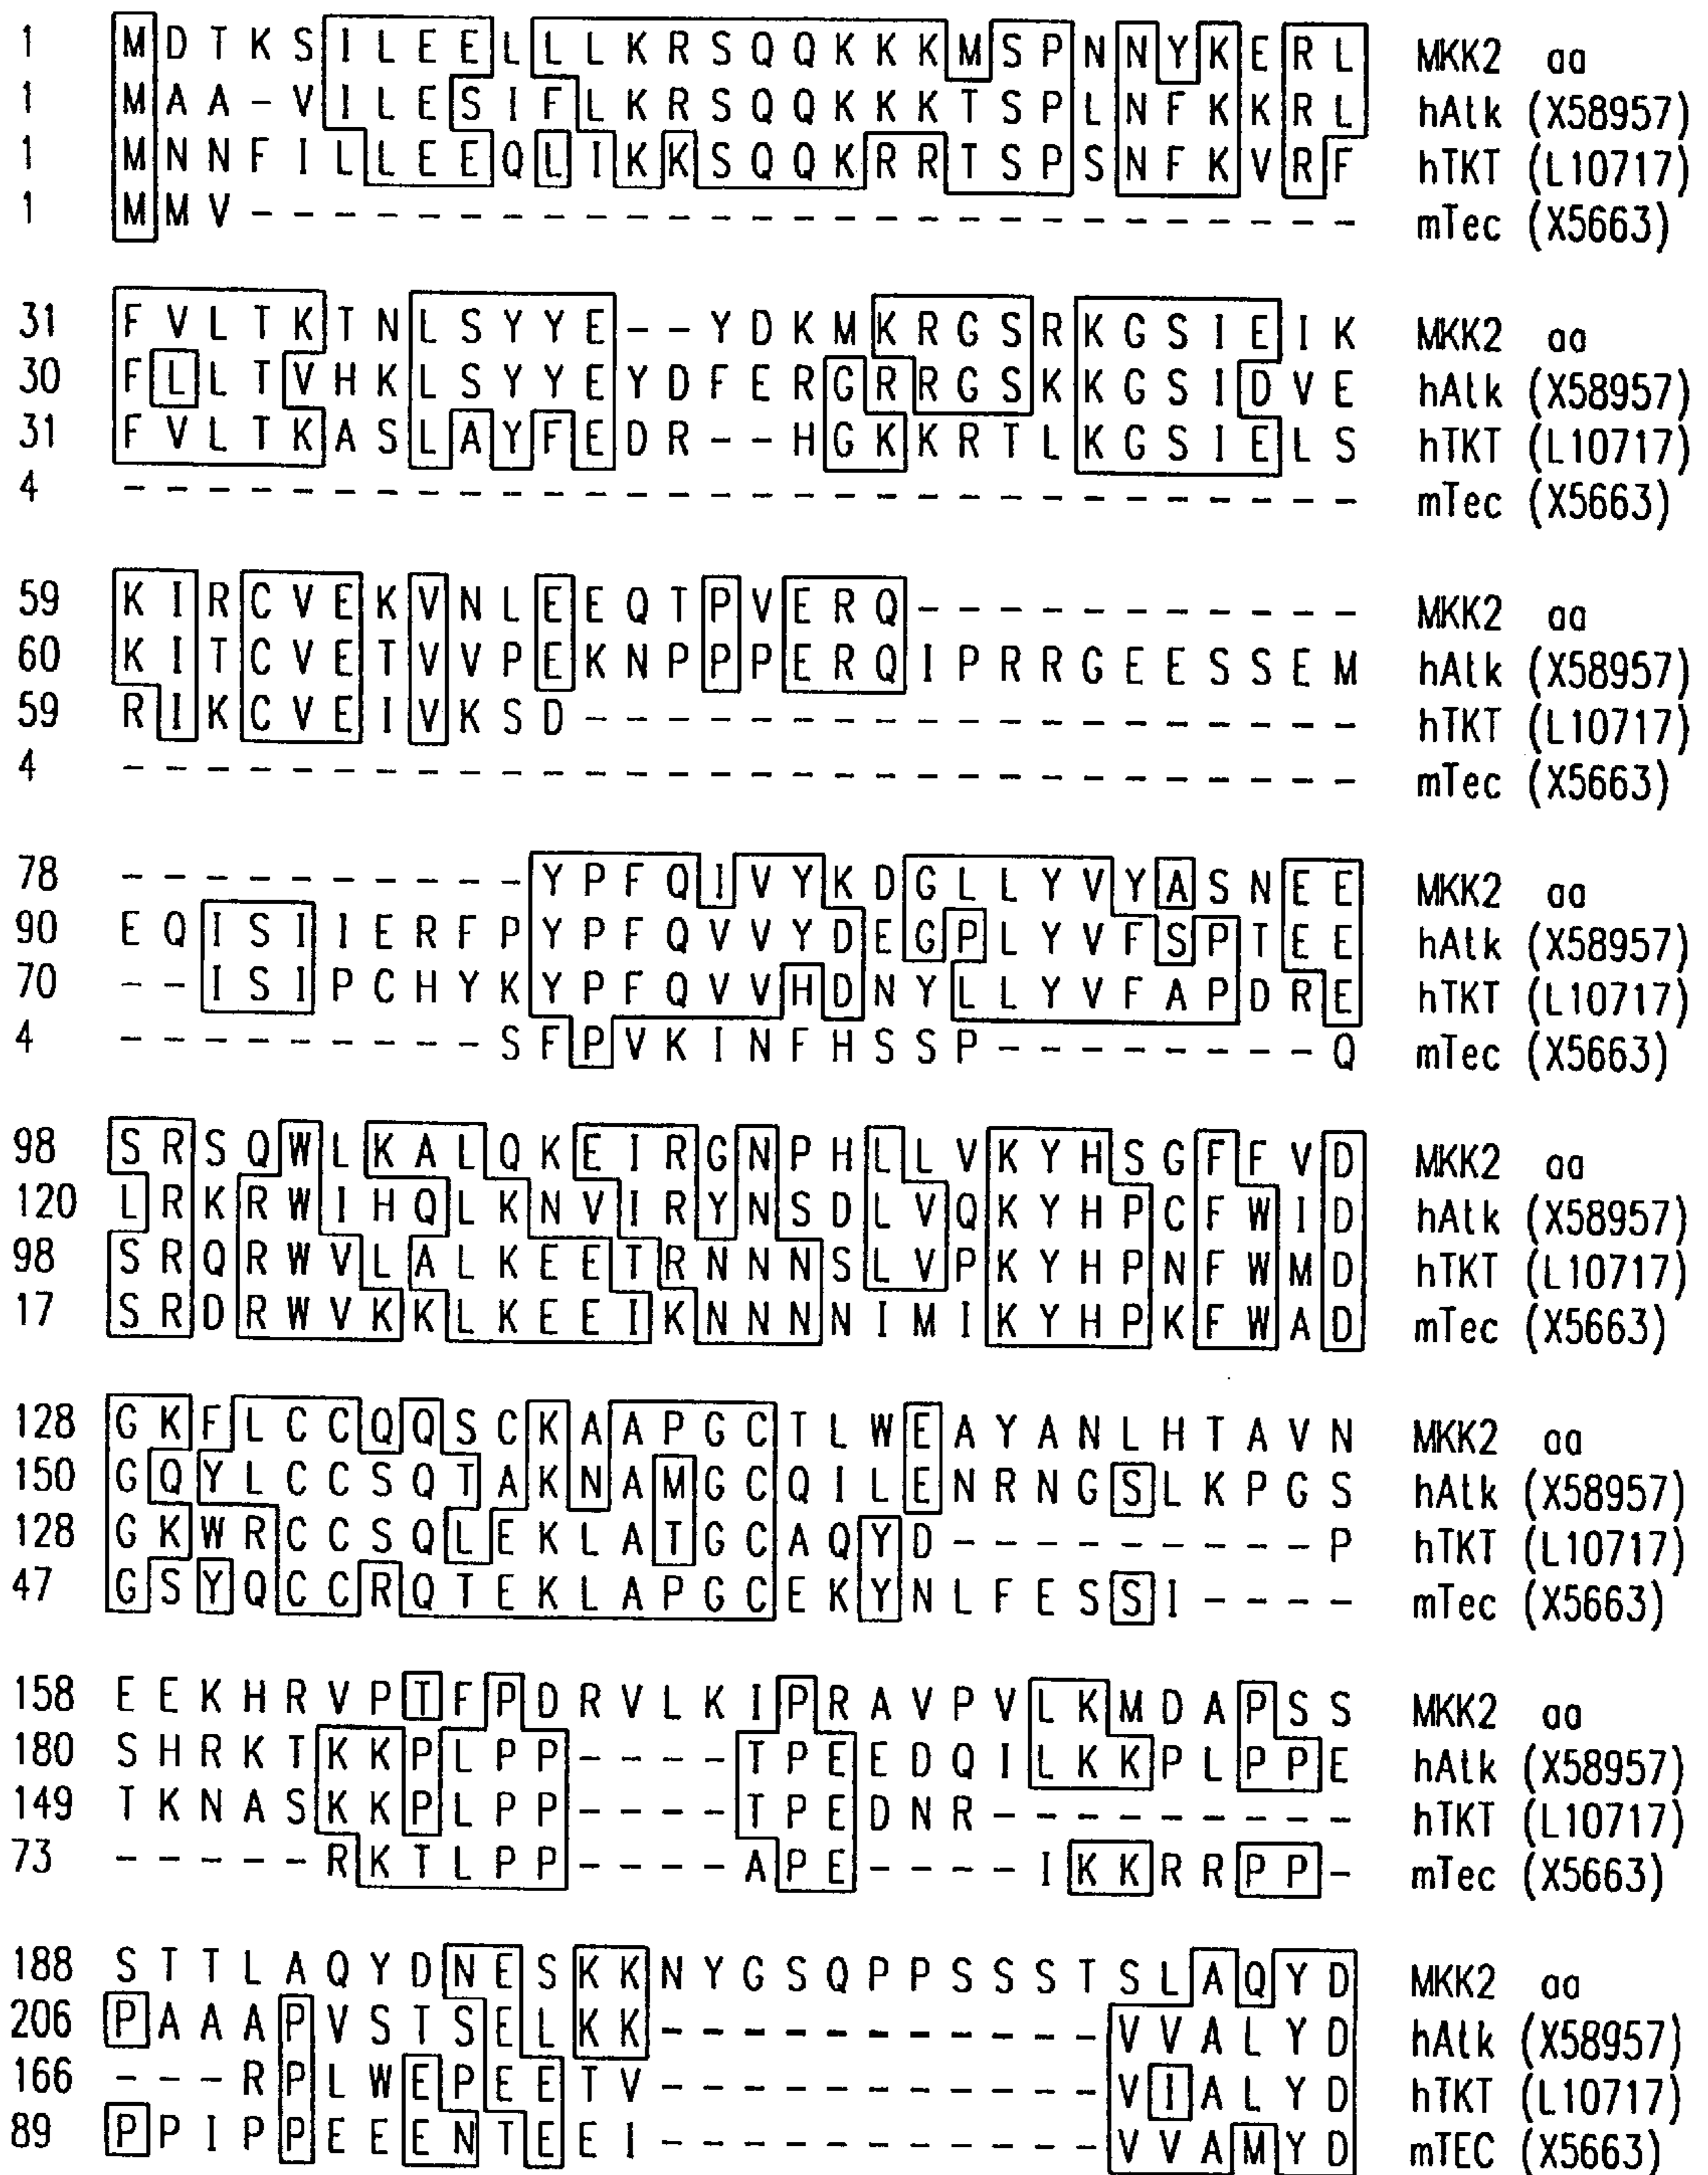 1 M D T K S I L E E L L L K R S Q Q K K K M S P N N Y K E R L MKK2 aa
1 M A A - V I L E S I F L K R S Q Q K K K T S P L N F K K R L hAtk (X58957)
1 M N N F I L L E E Q L I K K S Q Q K R R T S P S N F K V R F hTKT (L10717)
1 M M V - - - - - - - - - - - - - - - - - - - - - - - - - - - mTec (X5663)
31 F V L T K T N L S Y Y E - - Y D K M K R G S R K G S I E I K MKK2 aa
30 F L L T V H K L S Y Y E Y D F E R G R R G S K K G S I D V E hAtk (X58957)
31 F V L T K A S L A Y F E D R - - H G K K R T L K G S I E L S hTKT (L10717)
4 - - - - - - - - - - - - - - - - - - - - - - - - - - - - - - mTec (X5663)
59 K I R C V E K V N L E E Q T P V E R Q - - - - - - - - - - - MKK2 aa
60 K I T C V E T V V P E K N P P P E R Q I P R R G E E S S E M hAtk (X58957)
59 R I K C V E I V K S D - - - - - - - - - - - - - - - - - - - hTKT (L10717)
4 - - - - - - - - - - - - - - - - - - - - - - - - - - - - - - mTec (X5663)
78 - - - - - - - - - - Y P F Q I V Y K D G L L Y V Y A S N E E MKK2 aa
90 E Q I S I I E R F P Y P F Q V V Y D E G P L Y V F S P T E E hAtk (X58957)
70 - - I S I P C H Y K Y P F Q V V H D N Y L L Y V F A P D R E hTKT (L10717)
4 - - - - - - - - - S F P V K I N F H S S P - - - - - - - - Q mTec (X5663)
98 S R S Q W L K A L Q K E I R G N P H L L V K Y H S G F F V D MKK2 aa
120 L R K R W I H Q L K N V I R Y N S D L V Q K Y H P C F W I D hAtk (X58957)
98 S R Q R W V L A L K E E T R N N N S L V P K Y H P N F W M D hTKT (L10717)
17 S R D R W V K K L K E E I K N N N N I M I K Y H P K F W A D mTec (X5663)
128 G K F L C C Q Q S C K A A P G C T L W E A Y A N L H T A V N MKK2 aa
150 G Q Y L C C S Q T A K N A M G C Q I L E N R N G S L K P G S hAtk (X58957)
128 G K W R C C S Q L E K L A T G C A Q Y D - - - - - - - - - P hTKT (L10717)
47 G S Y Q C C R Q T E K L A P G C E K Y N L F E S S I - - - - mTec (X5663)
158 E E K H R V P T F P D R V L K I P R A V P V L K M D A P S S MKK2 aa
180 S H R K T K K P L P P - - - - T P E E D Q I L K K P L P P E hAtk (X58957)
149 T K N A S K K P L P P - - - - T P E D N R - - - - - - - - - hTKT (L10717)
73 - - - - - R K T L P P - - - - A P E - - - - I K K R R P P - mTec (X5663)
188 S T T L A Q Y D N E S K K N Y G S Q P P S S S T S L A Q Y D MKK2 aa
206 P A A A P V S T S E L K K - - - - - - - - - - - V V A L Y D hAtk (X58957)
166 - - - R P L W E P E E T V - - - - - - - - - - - V I A L Y D hTKT (L10717)
89 P P I P P E E E N T E E I - - - - - - - - - - - V V A M Y D mTEC (X5663)